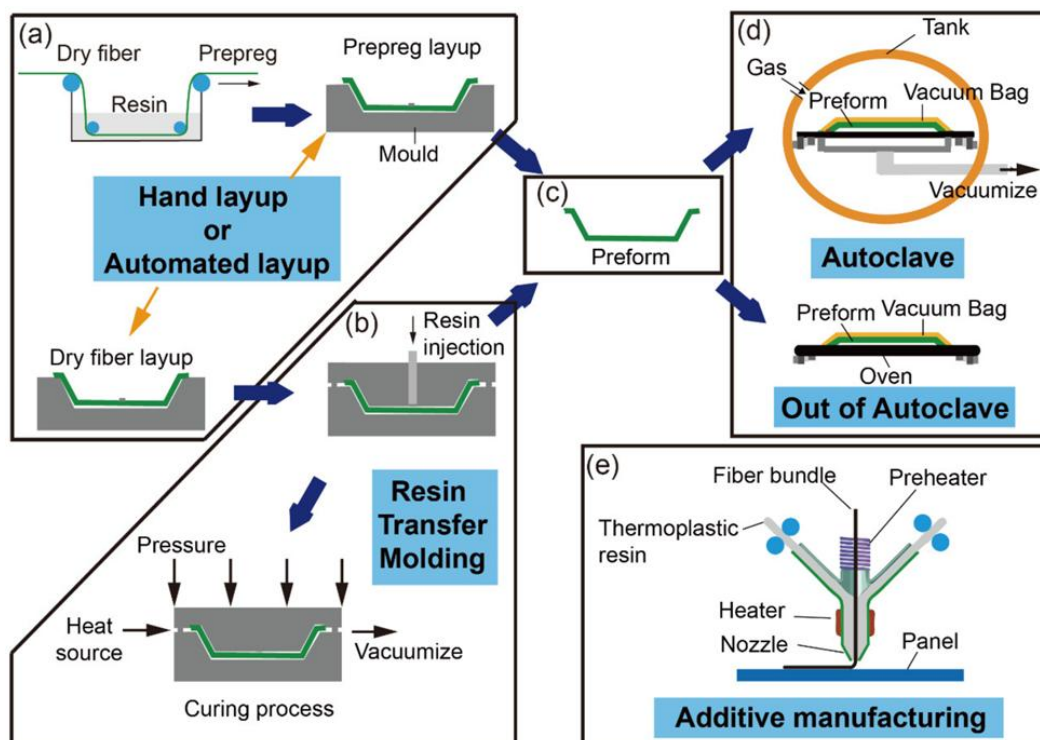 (a)
Dry fiber
Prepreg
Resin
Prepreg layup
Mould
Hand layup
or
Automated layup
Dry fiber layup
(b)
Resin
injection
Resin
Transfer
Molding
Pressure
Heat
source
Vacuumize
Curing process
(c)
Preform
(d)
Tank
Gas
Preform
Vacuum Bag
Vacuumize
Autoclave
Preform
Vacuum Bag
Oven
Out of Autoclave
(e)
Fiber bundle
Preheater
Thermoplastic
resin
Heater
Nozzle
Panel
Additive manufacturing